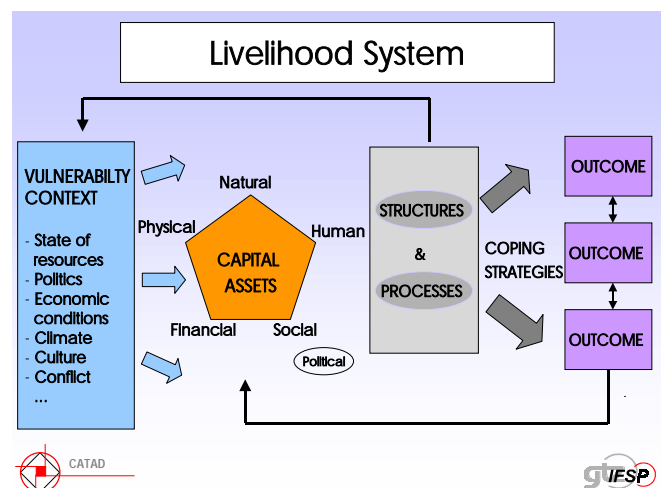 Livelihood System
VULNERABILTY
CONTEXT
- State of
resources
- Politics
- Economic
conditions
- Climate
- Culture
- Conflict
...
Natural
Physical
Human
CAPITAL
ASSETS
Financial
Social
Political
STRUCTURES
&
PROCESSES
COPING
STRATEGIES
OUTCOME
OUTCOME
OUTCOME
CATAD
gtz
IFSP